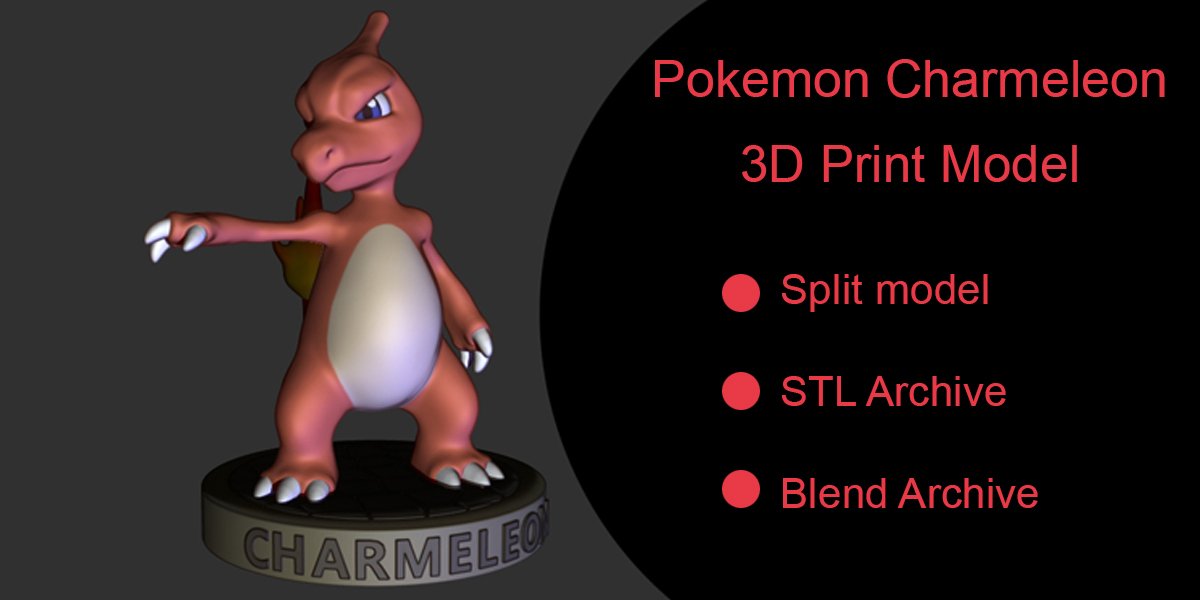 Pokemon Charmeleon
3D Print Model
Split model
STL Archive
Blend Archive
CHARMELEON